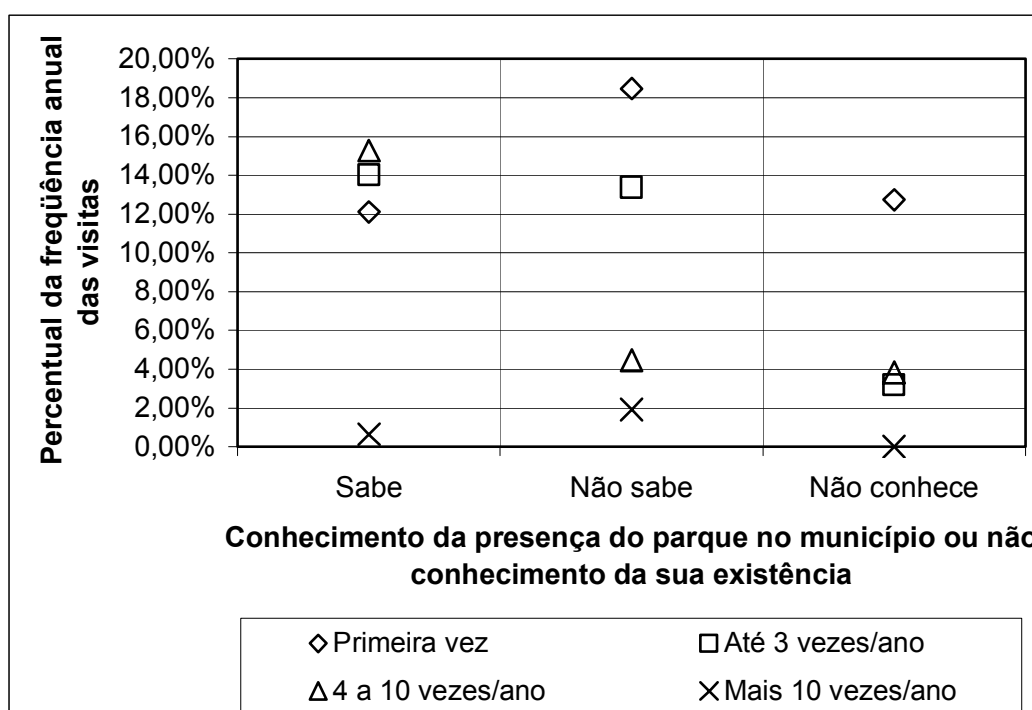 Percentual da freqüência anual
das visitas
20,00%
18,00%
16,00%
14,00%
12,00%
10,00%
8,00%
6,00%
4,00%
2,00%
0,00%
Sabe Não sabe Não conhece
Conhecimento da presença do parque no município ou não
conhecimento da sua existência
Primeira vez Até 3 vezes/ano
4 a 10 vezes/ano Mais 10 vezes/ano